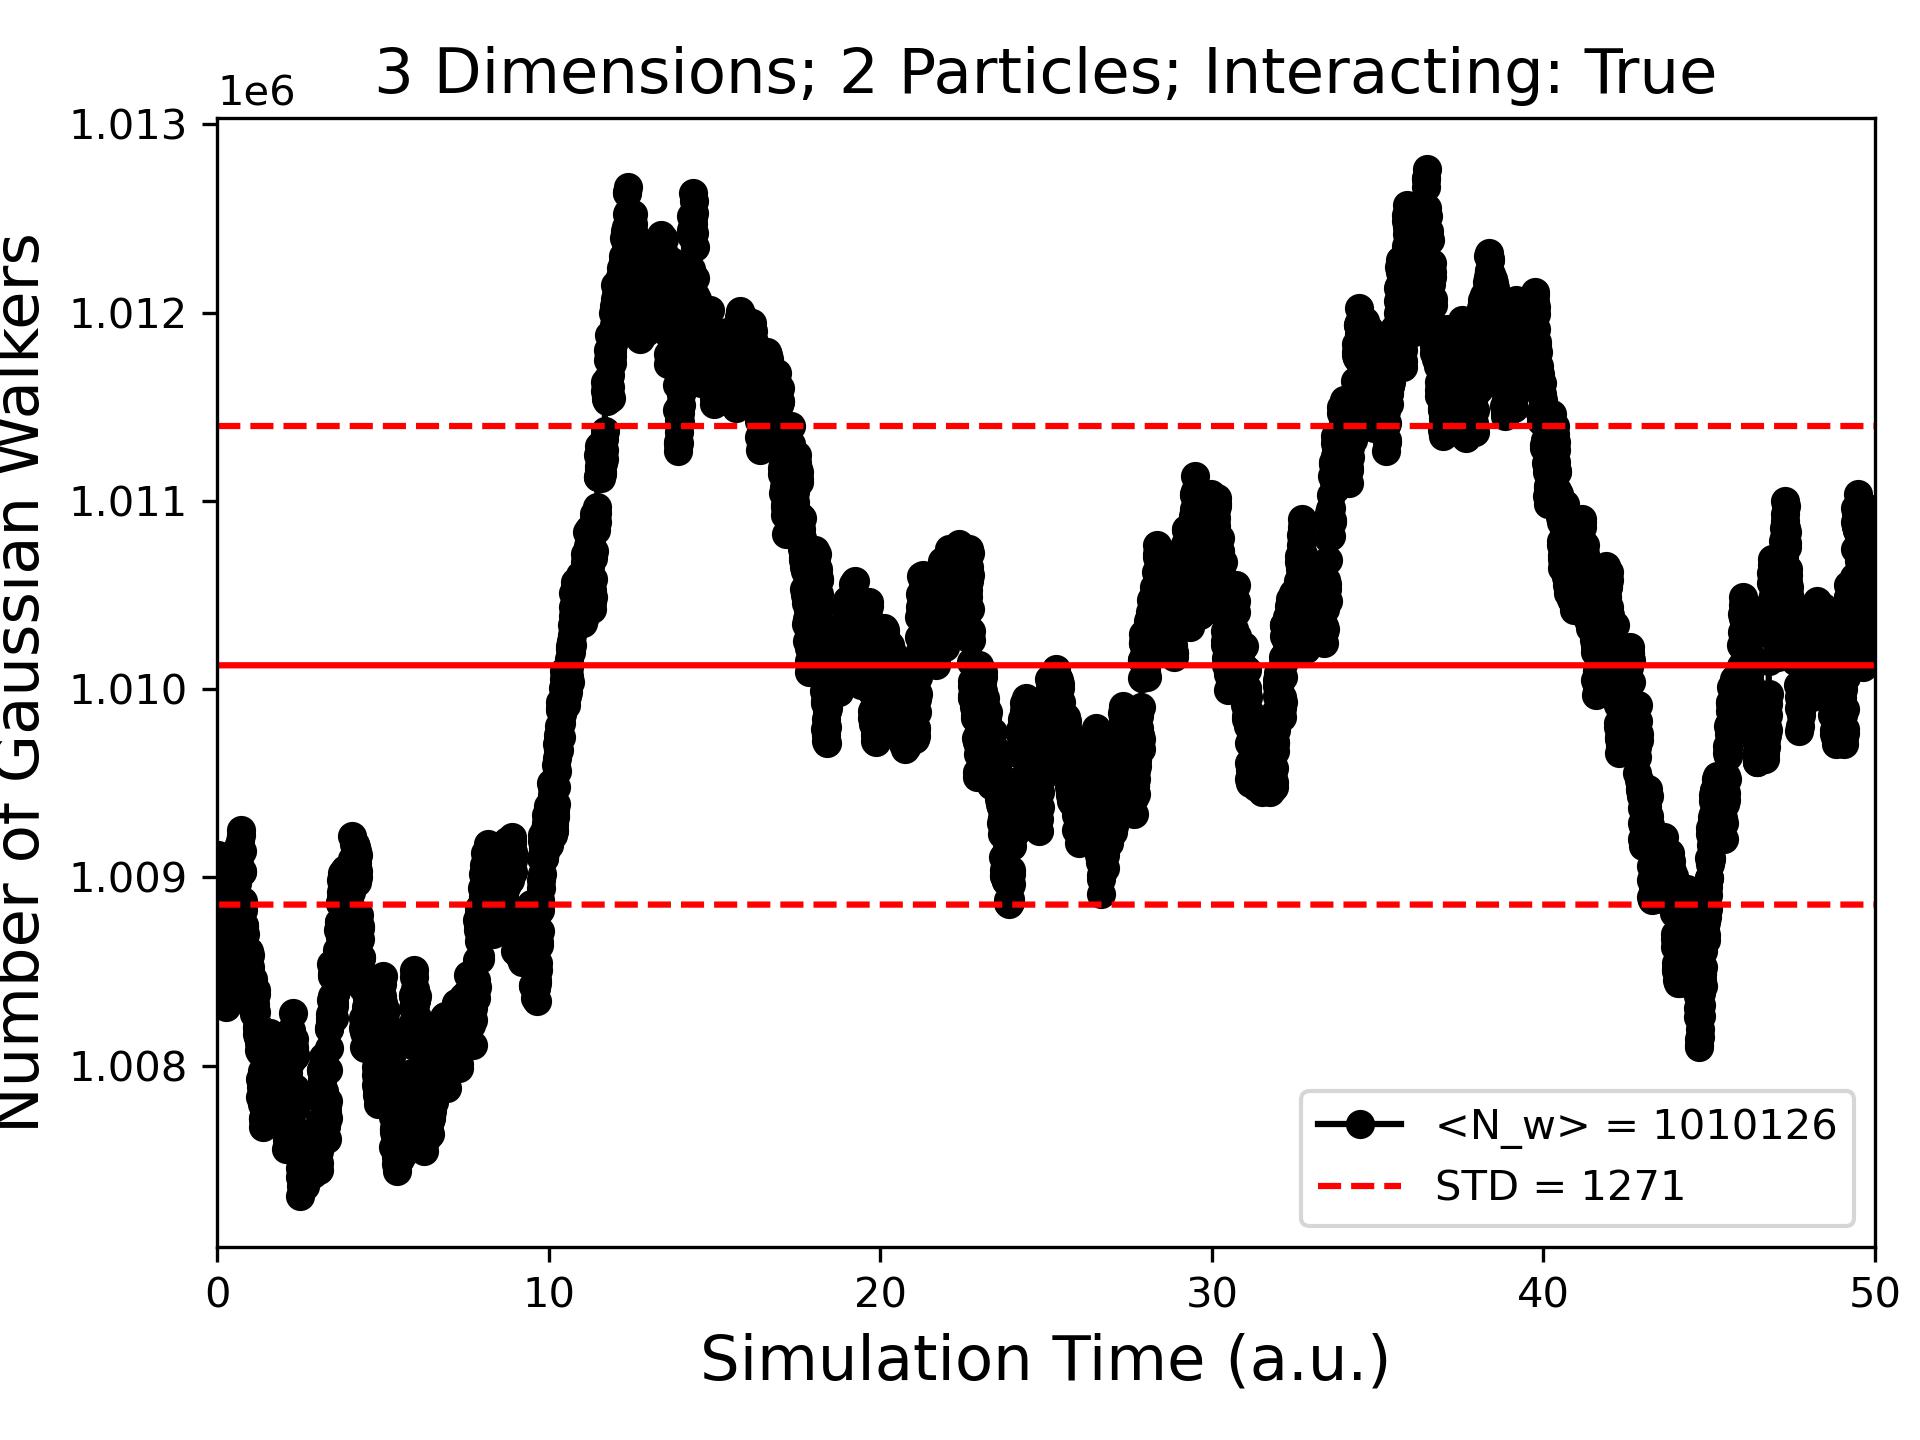 3 Dimensions; 2 Particles; Interacting: True
1e6
1.013
1.012
1.011
1.010
1.009
1.008
Number of Gaussian Walkers
<N_w> = 1010126
STD = 1271
0 10 20 30 40 50
Simulation Time (a.u.)